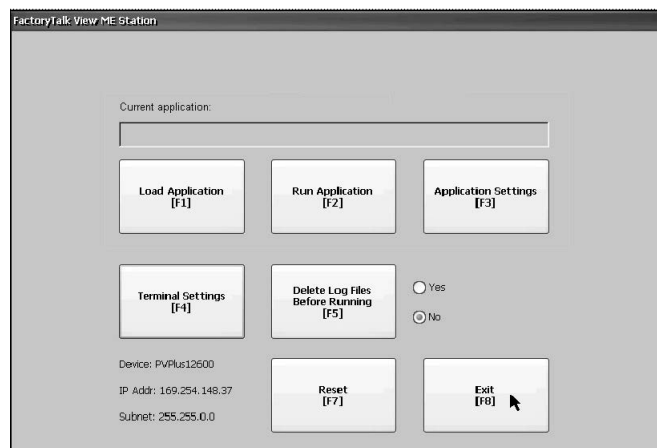 FactoryTalk View ME Station
Current application:
Load Application
[F1]
Run Application
[F2]
Application Settings
[F3]
Terminal Settings
[F4]
Delete Log Files
Before Running
[F5]
Yes
No
Device: PVPlus12600
IP Addr: 169.254.148.37
Subnet: 255.255.0.0
Reset
[F7]
Exit
[F8]